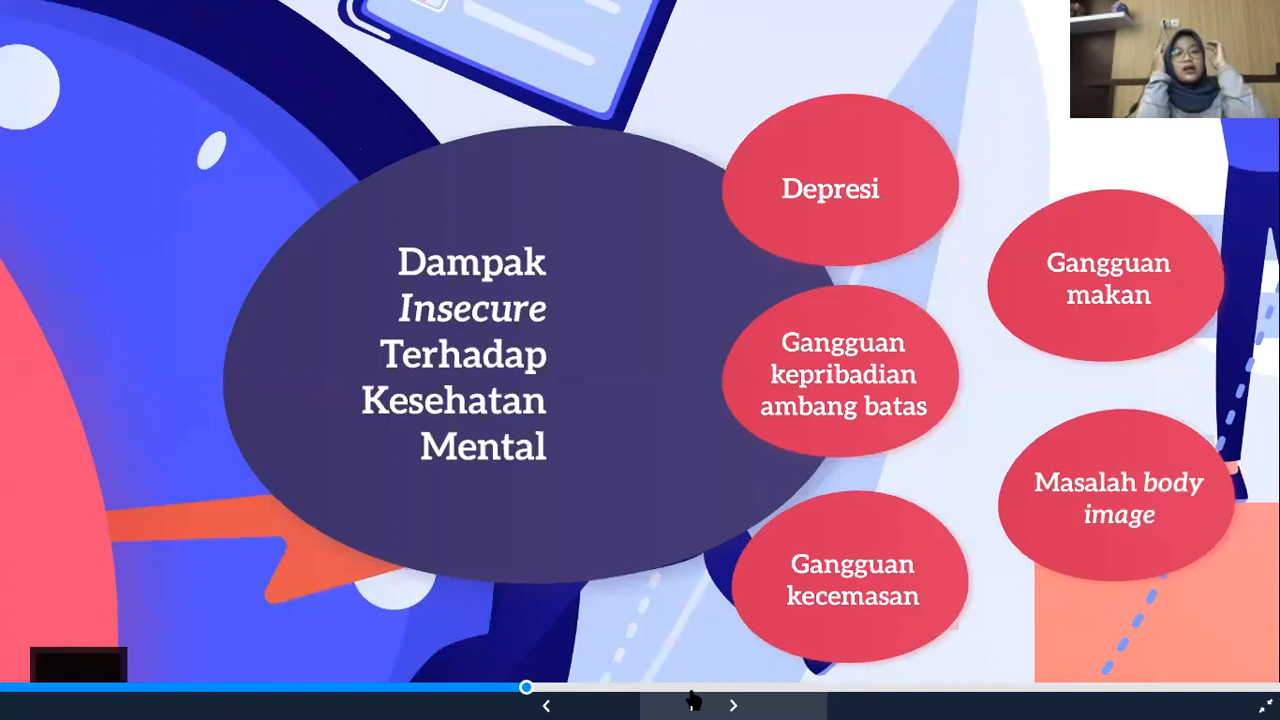 Dampak
Insecure
Terhadap
Kesehatan
Mental
Depresi
Gangguan
kepribadian
ambang batas
Gangguan
kecemasan
Gangguan
makan
Masalah body
image